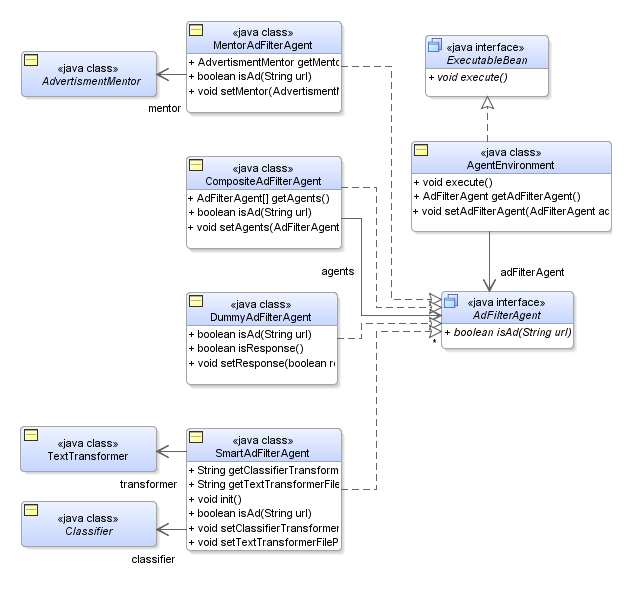 «java class»
MentorAdFilterAgent
+ AdvertismentMentor getMento
+ boolean isAd(String url)
+ void setMentor(Advertisment
«java class»
AdvertismentMentor
mentor
«java interface»
ExecutableBean
+ void execute()
«java class»
AgentEnvironment
+ void execute()
+ AdFilterAgent getAdFilterAgent()
+ void setAdFilterAgent(AdFilterAgent ad
adFilterAgent
«java class»
CompositeAdFilterAgent
+ AdFilterAgent[] getAgents()
+ boolean isAd(String url)
+ void setAgents(AdFilterAgent
agents
«java interface»
AdFilterAgent
+ boolean isAd(String url)
*
«java class»
DummyAdFilterAgent
+ boolean isAd(String url)
+ boolean isResponse()
+ void setResponse(boolean re
«java class»
TextTransformer
transformer
«java class»
SmartAdFilterAgent
+ String getClassifierTransform
+ String getTextTransformerFile
+ void init()
+ boolean isAd(String url)
+ void setClassifierTransformer
+ void setTextTransformerFileP
«java class»
Classifier
classifier